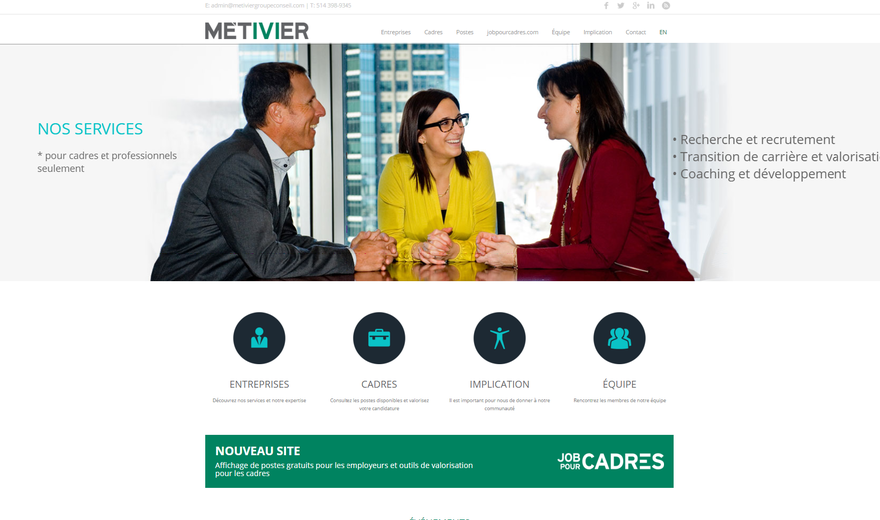 E: admin@metiviergroupeconseil.com | T: 514 398-9345
METIVIER
Entreprises Cadres Postes jobpourcadres.com Équipe Implication Contact EN
NOS SERVICES
* pour cadres et professionnels
seulement
• Recherche et recrutement
• Transition de carrière et valorisati
• Coaching et développement
ENTREPRISES
Découvrez nos services et notre expertise
CADRES
Consultez les postes disponibles et valorisez
votre candidature
IMPLICATION
Il est important pour nous de donner à notre
communauté
ÉQUIPE
Rencontrez les membres de notre équipe
NOUVEAU SITE
Affichage de postes gratuits pour les employeurs et outils de valorisation
pour les cadres
JOB
POUR CADRES
ÉVÉNEMENTS